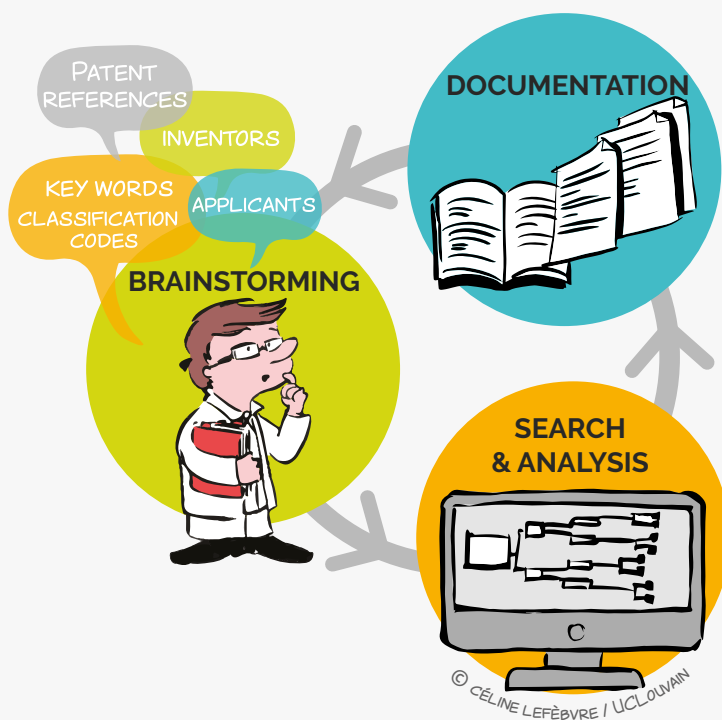 PATENT
REFERENCES
INVENTORS
KEY WORDS
CLASSIFICATION
CODES
APPLICANTS
BRAINSTORMING
DOCUMENTATION
SEARCH
& ANALYSIS
© CÉLINE LEFÈBVRE / UCLOUVAIN